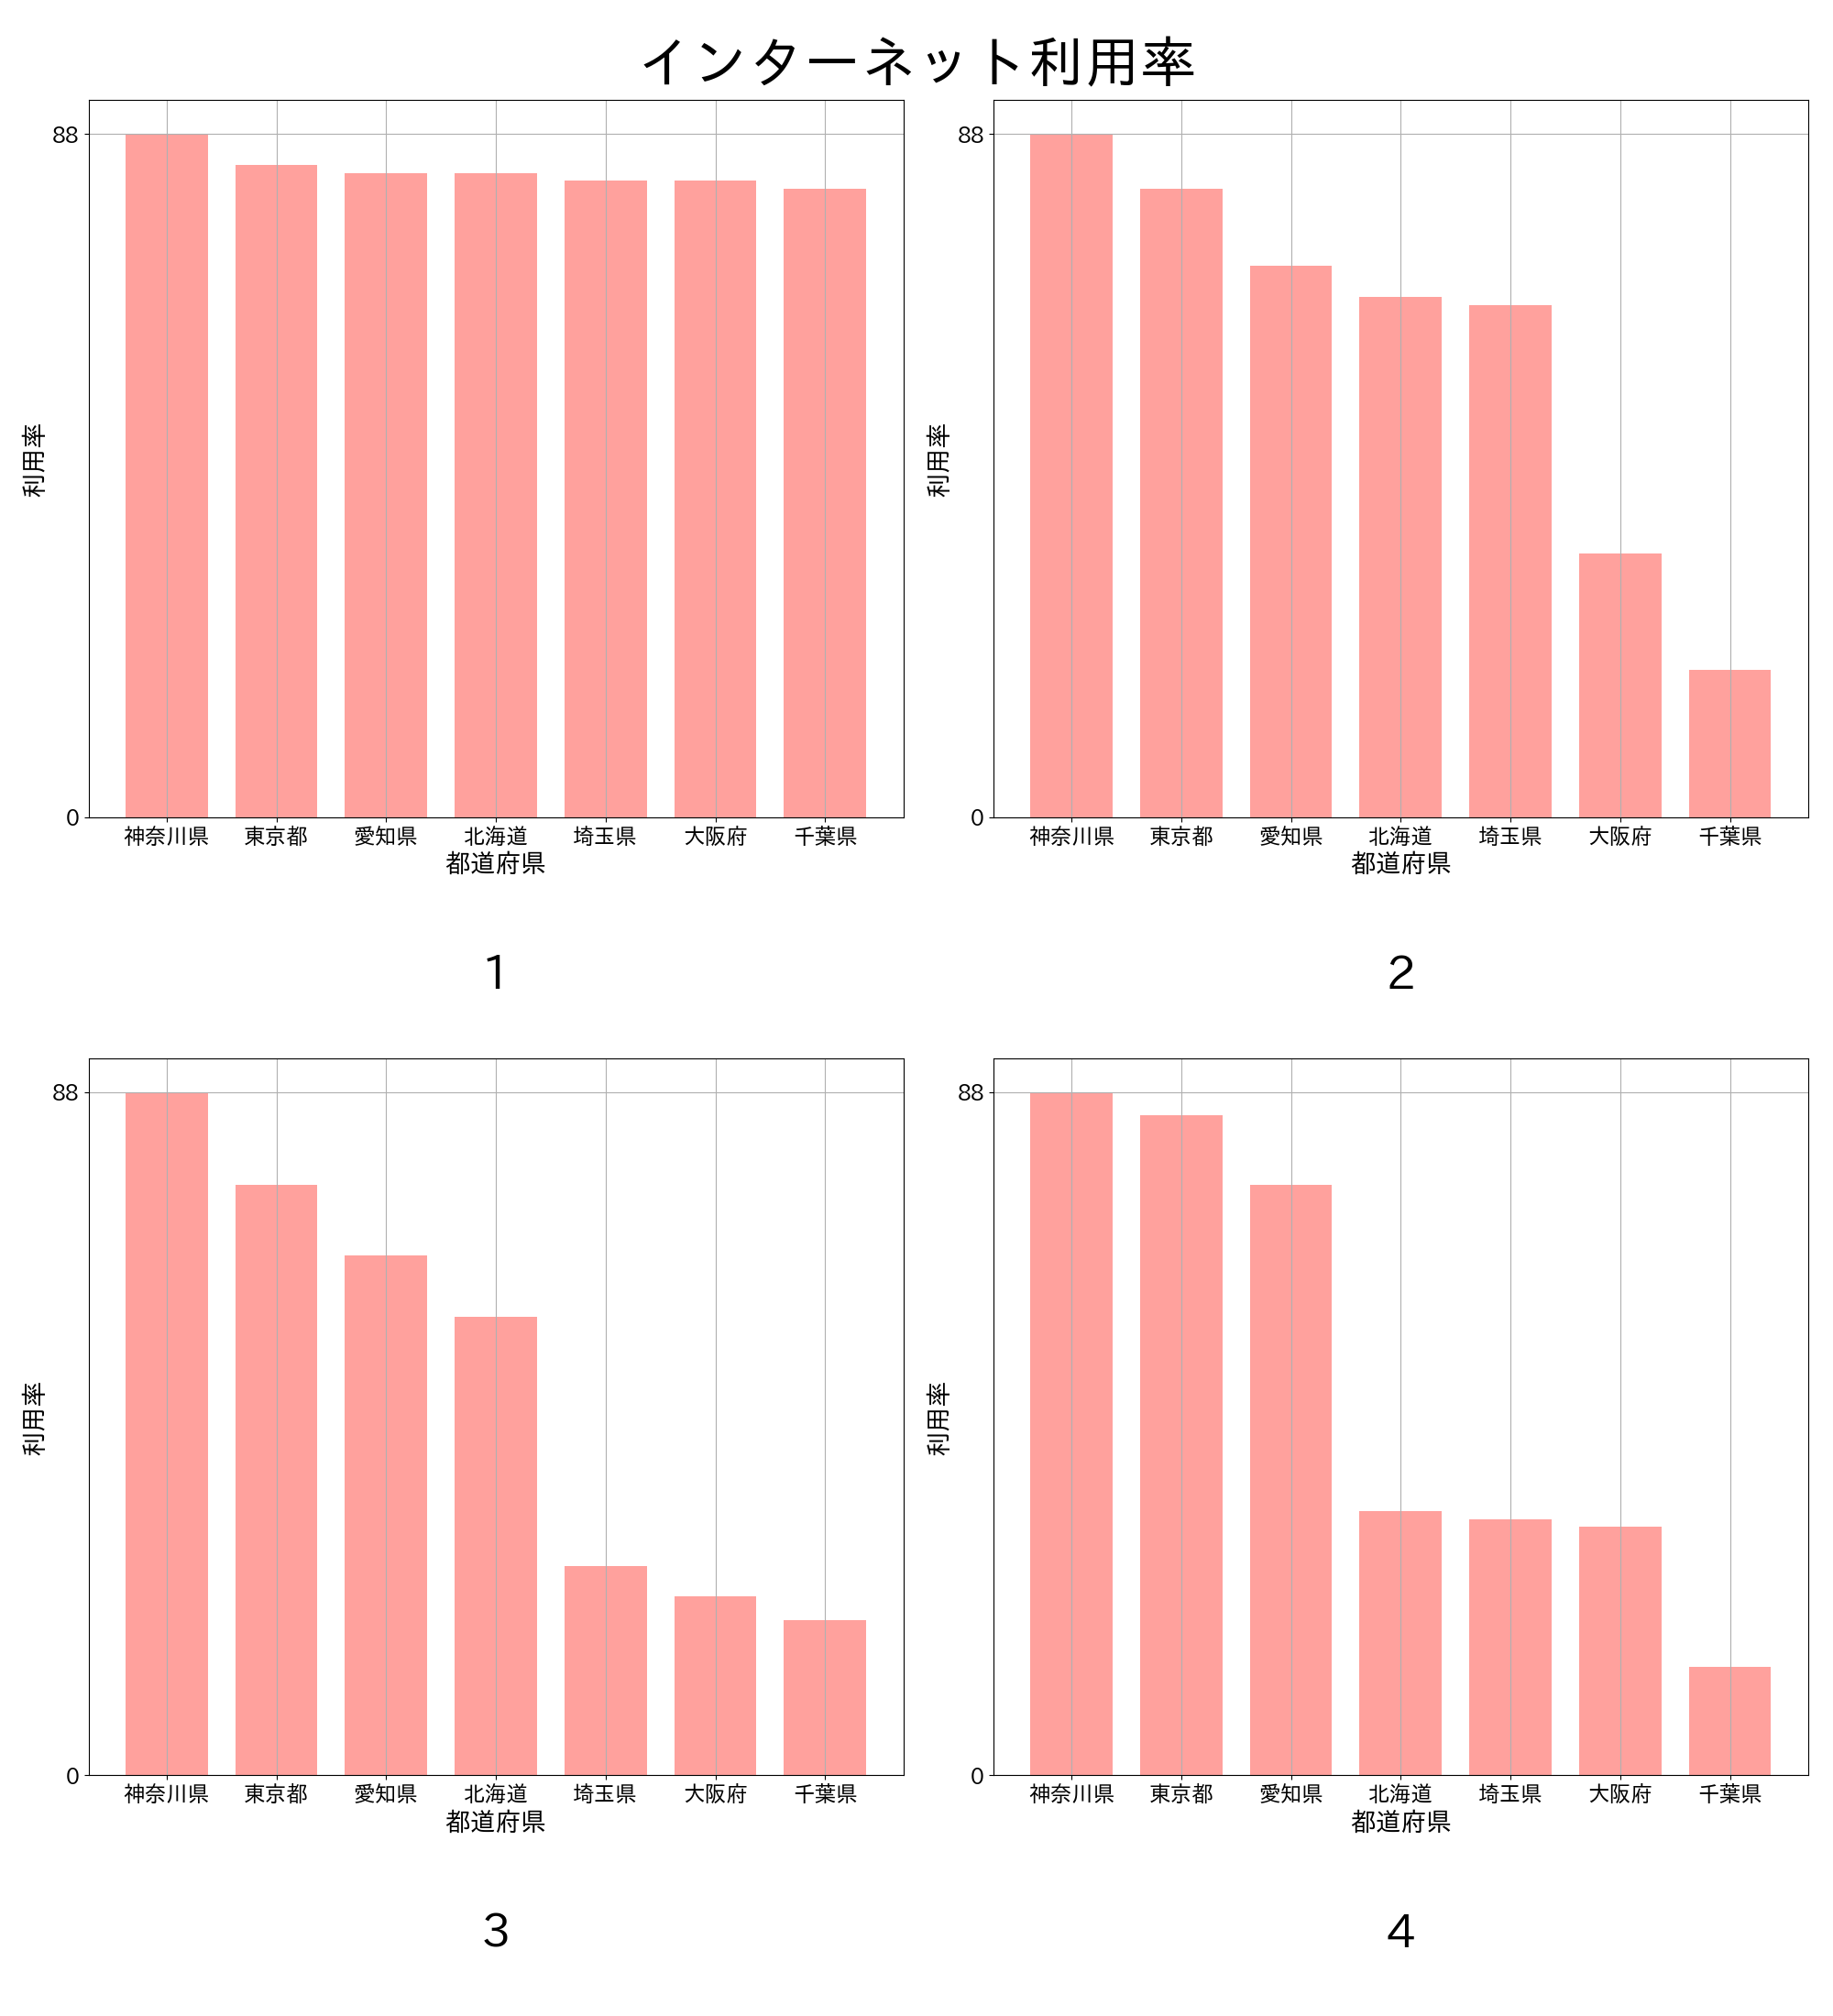 インターネット利用率
88
0
利用率
神奈川県 東京都 愛知県 北海道 埼玉県 大阪府 千葉県
都道府県
1
88
0
利用率
神奈川県 東京都 愛知県 北海道 埼玉県 大阪府 千葉県
都道府県
2
88
0
利用率
神奈川県 東京都 愛知県 北海道 埼玉県 大阪府 千葉県
都道府県
3
88
0
利用率
神奈川県 東京都 愛知県 北海道 埼玉県 大阪府 千葉県
都道府県
4